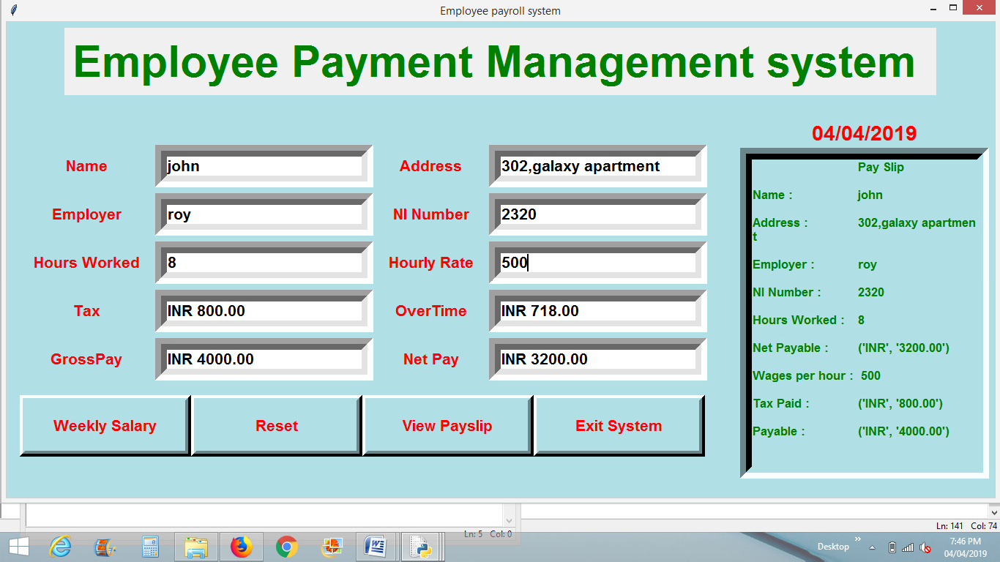 Employee payroll system
Employee Payment Management system
04/04/2019
Name john Address 302,galaxy apartment
Employer roy NI Number 2320
Hours Worked 8 Hourly Rate 500
Tax INR 800.00 OverTime INR 718.00
GrossPay INR 4000.00 Net Pay INR 3200.00
Weekly Salary Reset View Payslip Exit System
Pay Slip
Name : john
Address : 302,galaxy apartmen
t
Employer : roy
NI Number : 2320
Hours Worked : 8
Net Payable : ('INR', '3200.00')
Wages per hour : 500
Tax Paid : ('INR', '800.00')
Payable : ('INR', '4000.00')
Ln: 141 Col: 74
Ln: 5 Col: 0
Desktop
7:46 PM
04/04/2019